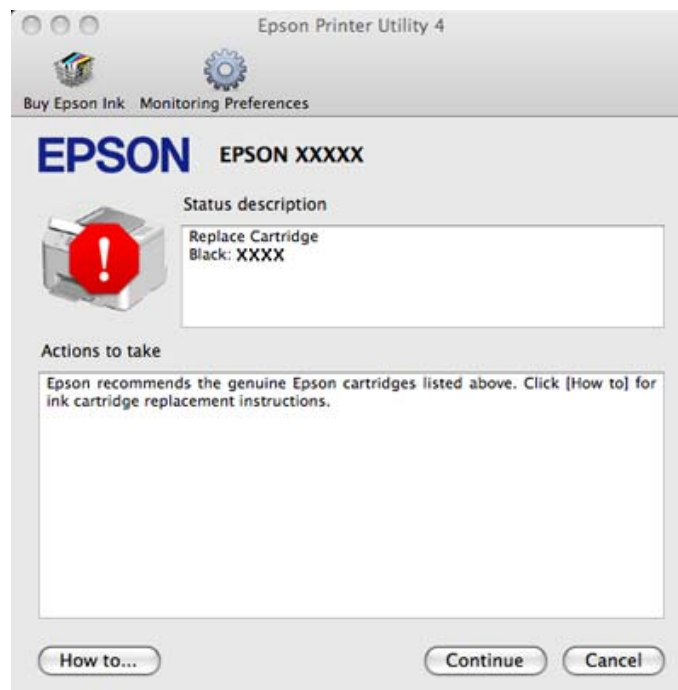 Epson Printer Utility 4
Buy Epson Ink Monitoring Preferences
EPSON EPSON XXXXX
Status description
Replace Cartridge
Black: XXXX
Actions to take
Epson recommends the genuine Epson cartridges listed above. Click [How to] for
ink cartridge replacement instructions.
How to... Continue Cancel